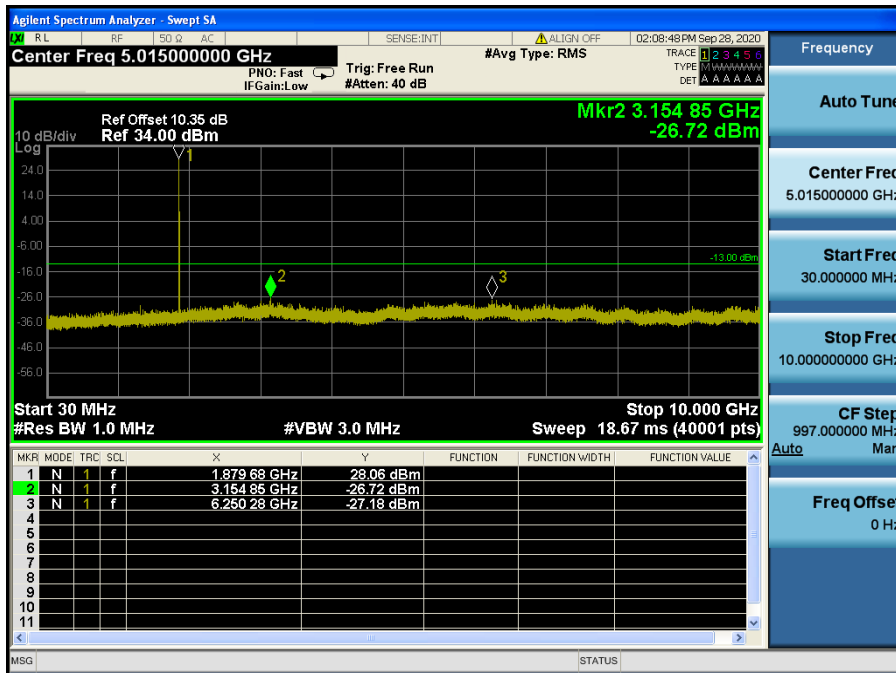 Agilent Spectrum Analyzer - Swept SA
LXI RL RF 50 Ω AC SENSE:INT ALIGN OFF 02:08:48 PM Sep 28, 2020
Center Freq 5.015000000 GHz #Avg Type: RMS TRACE 1 2 3 4 5 6
PNO: Fast Trig: Free Run TYPE M W W W W W
IFGain:Low #Atten: 40 dB DET A A A A A A
Frequency
Mkr2 3.154 85 GHz
-26.72 dBm
Ref Offset 10.35 dB
10 dB/div Ref 34.00 dBm
Log
1
24.0
14.0
4.00
-6.00
-13.00 dBm
-16.0
2
3
-26.0
-36.0
-46.0
-56.0
Start 30 MHz Stop 10.000 GHz
#Res BW 1.0 MHz #VBW 3.0 MHz Sweep 18.67 ms (40001 pts)
MKR MODE TRC SCL X Y FUNCTION FUNCTION WIDTH FUNCTION VALUE
1 N 1 f 1.879 68 GHz 28.06 dBm
2 N 1 f 3.154 85 GHz -26.72 dBm
3 N 1 f 6.250 28 GHz -27.18 dBm
4
5
6
7
8
9
10
11
MSG STATUS
Auto Tune
Center Freq
5.015000000 GHz
Start Freq
30.000000 MHz
Stop Freq
10.000000000 GHz
CF Step
997.000000 MHz
Auto Man
Freq Offset
0 Hz